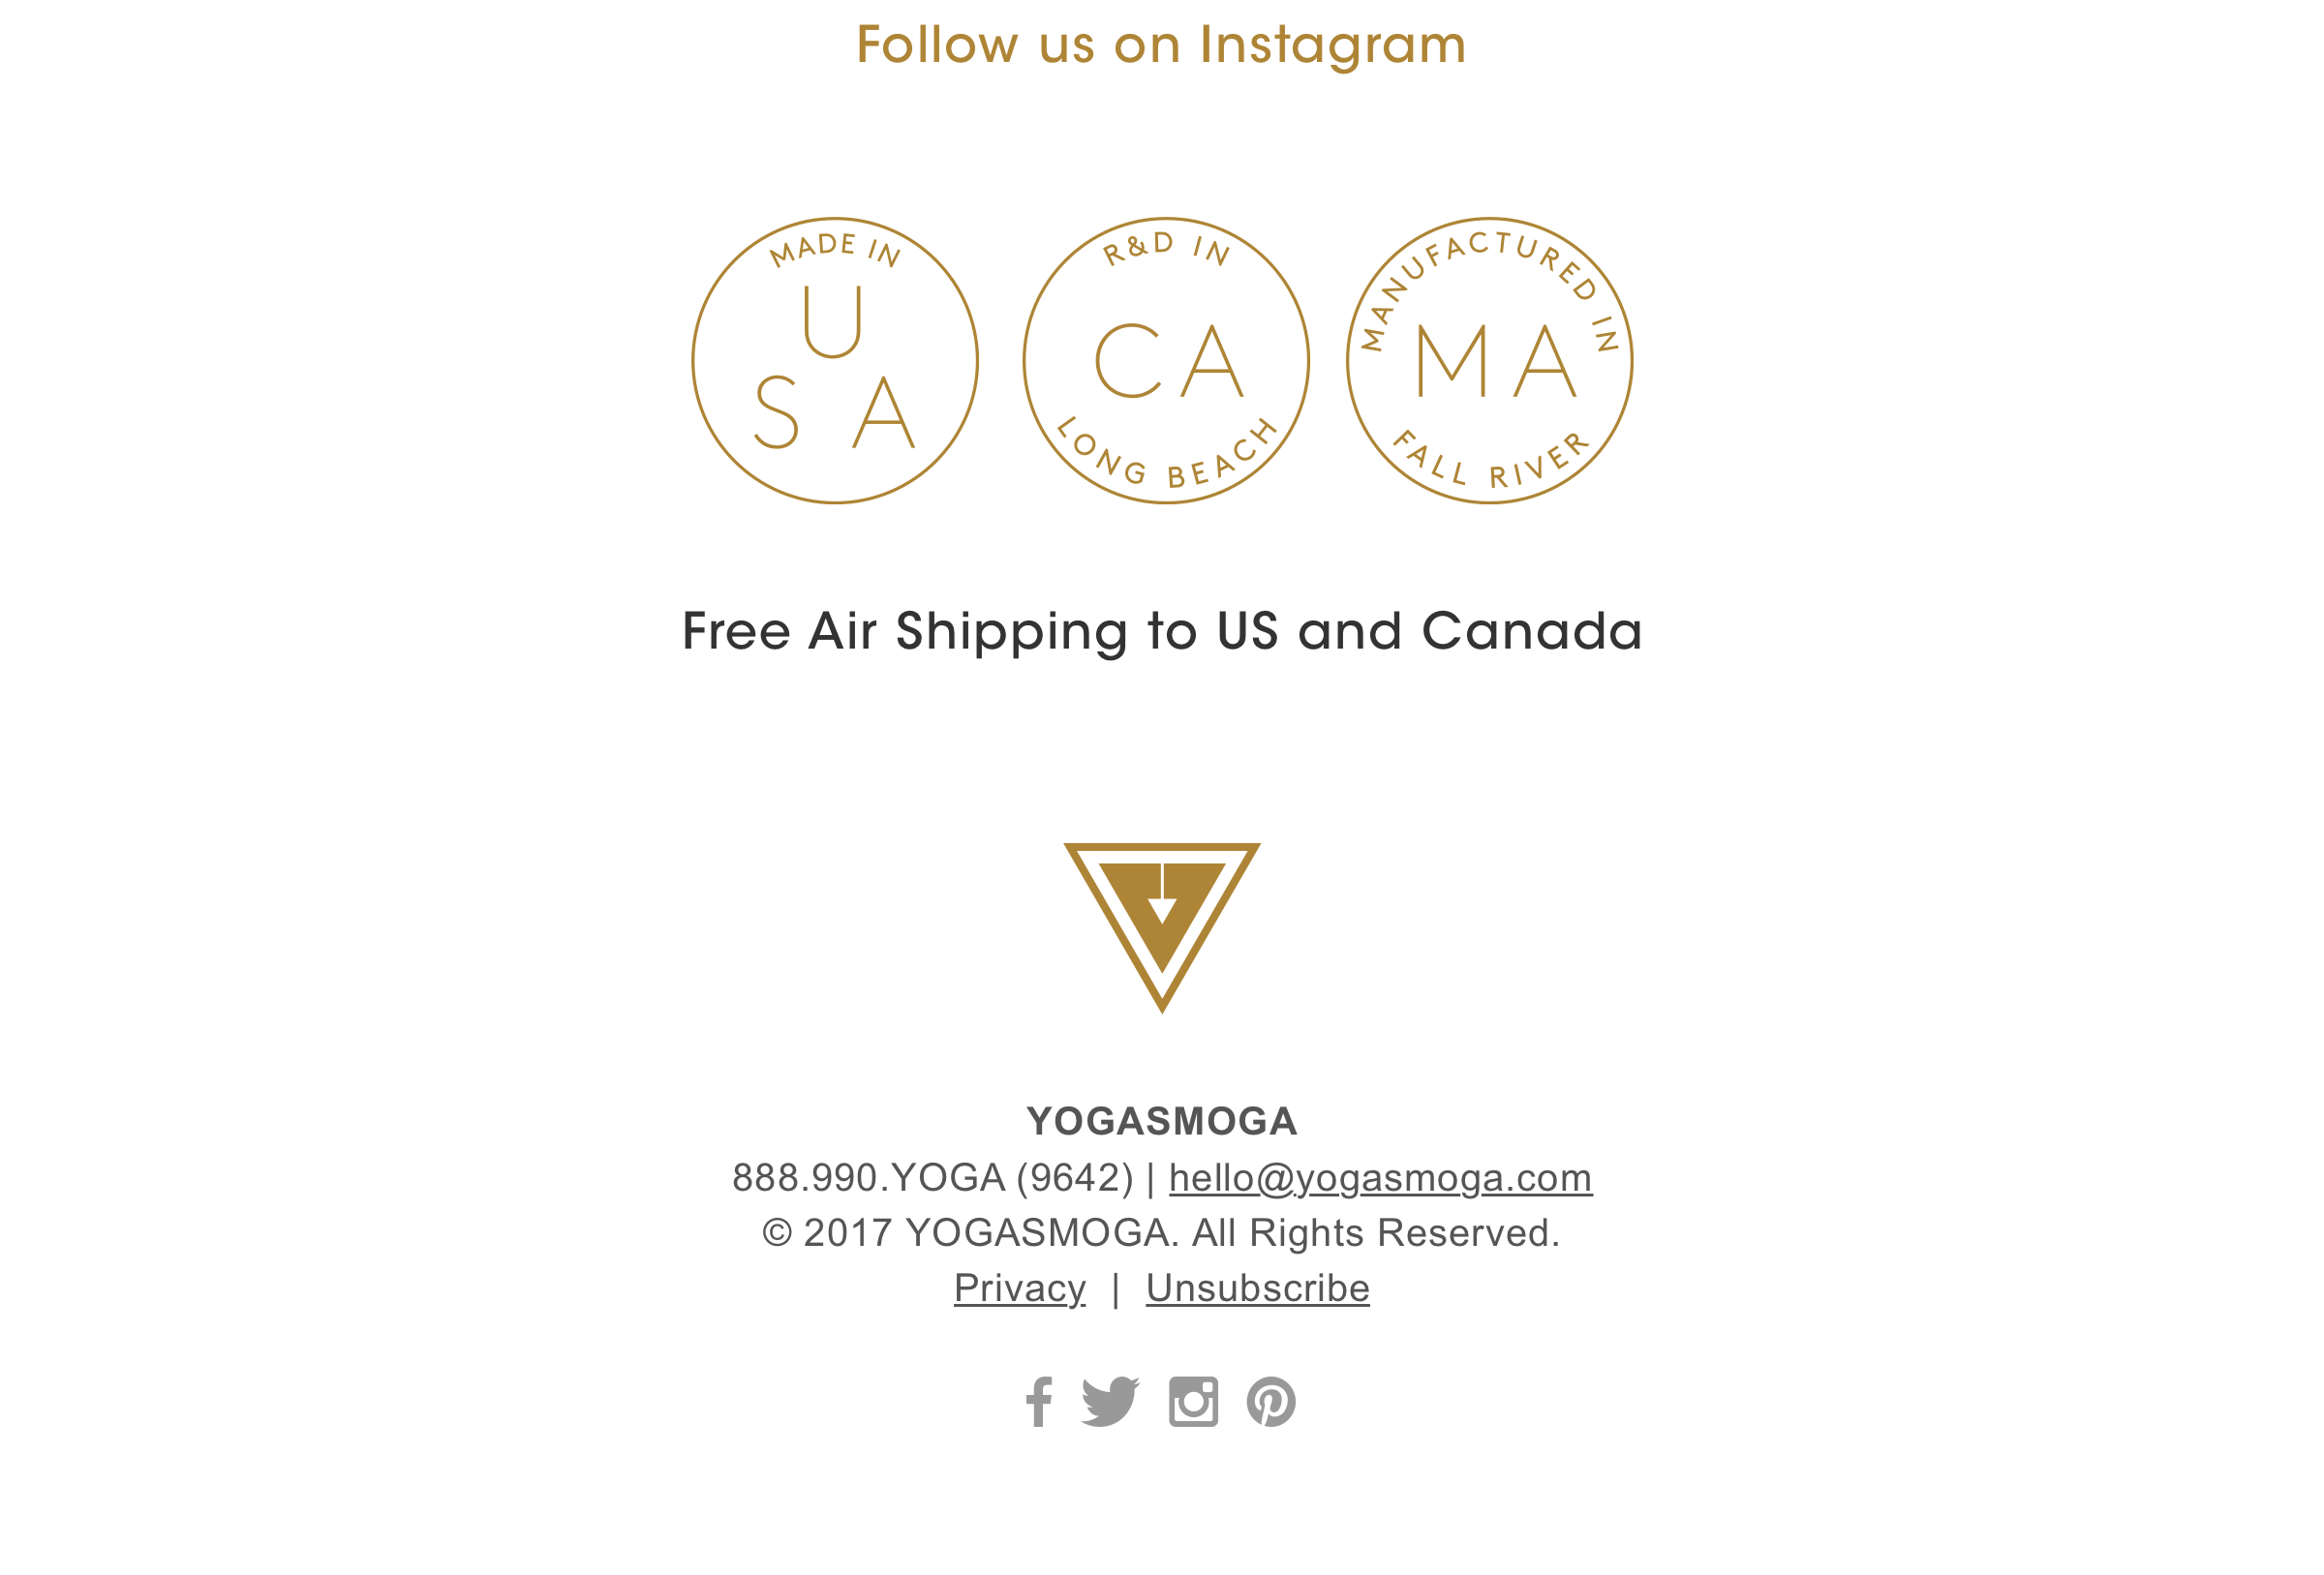 Follow us on Instagram
MADE IN
U
S A
R&D IN
CA
LONG BEACH
MANUFACTURED IN
MA
FALL RIVER
Free Air Shipping to US and Canada
YOGASMOGA
888.990.YOGA (9642) | hello@yogasmoga.com
© 2017 YOGASMOGA. All Rights Reserved.
Privacy | Unsubscribe